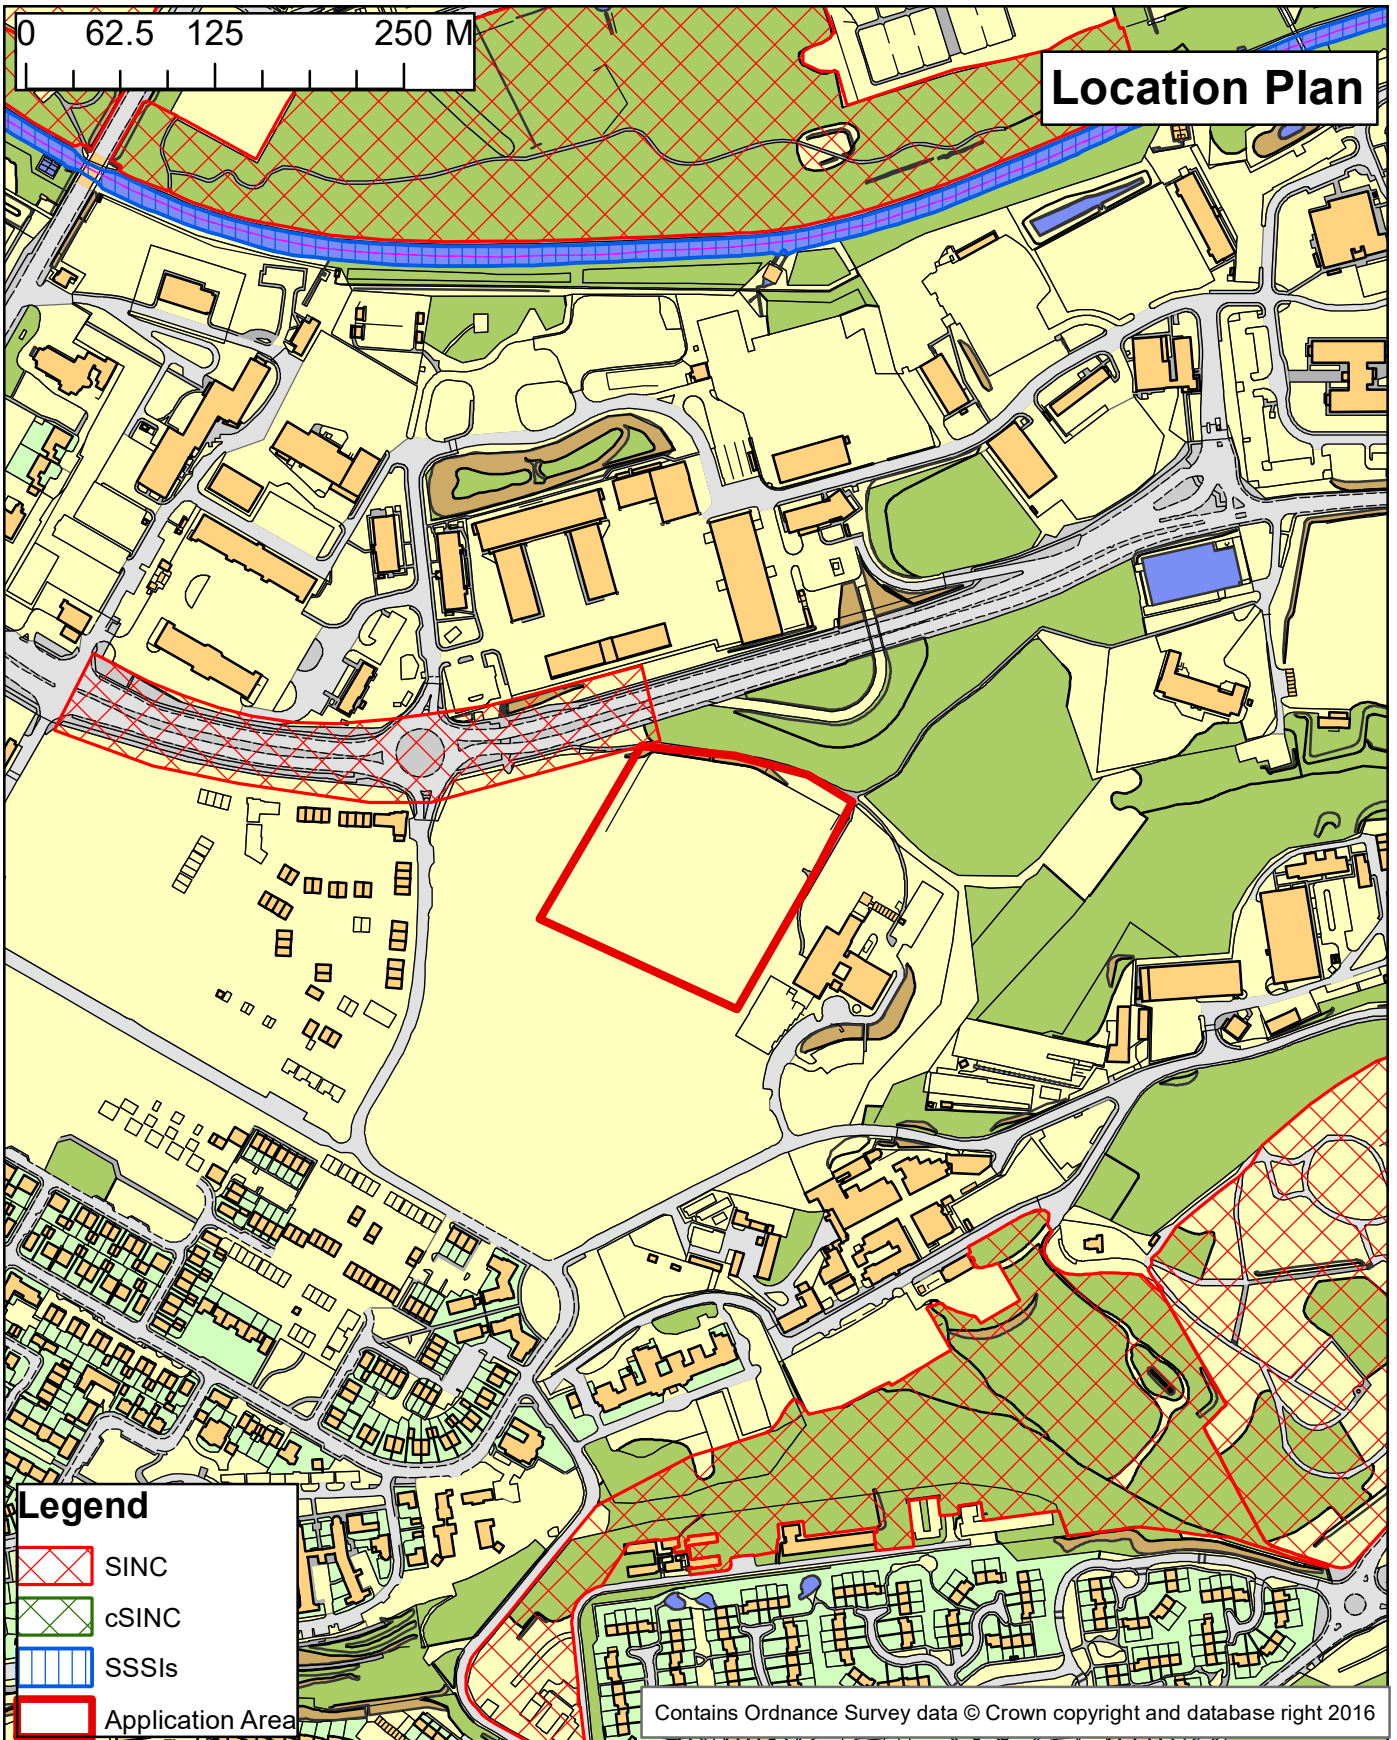 0 62.5 125 250 M
Location Plan
Legend
SINC
cSINC
SSSIs
Application Area
Contains Ordnance Survey data © Crown copyright and database right 2016